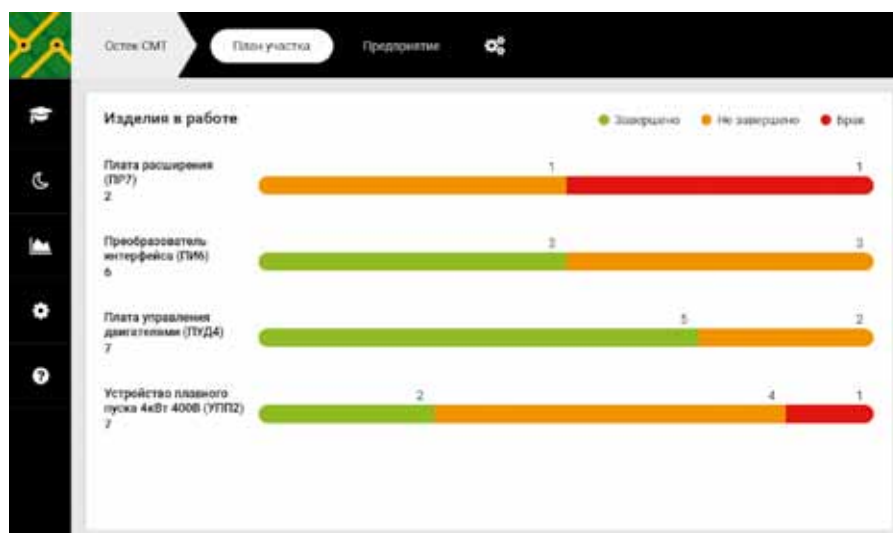 Остек СМТ
План участка
Предприятие
Изделия в работе
Завершено
Не завершено
Брак
Плата расширения
(ПР7)
2
1
1
Преобразователь
интерфейса (ПИ6)
6
3
3
Плата управления
двигателями (ПУД4)
7
5
2
Устройство плавного
пуска 4кВт 400В (УПП2)
7
2
4
1